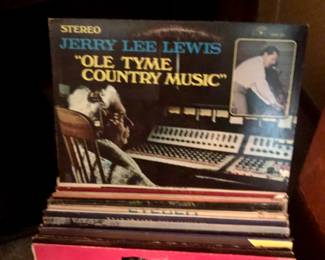 STEREO
JERRY LEE LEWIS
"OLE TYME
COUNTRY MUSIC"